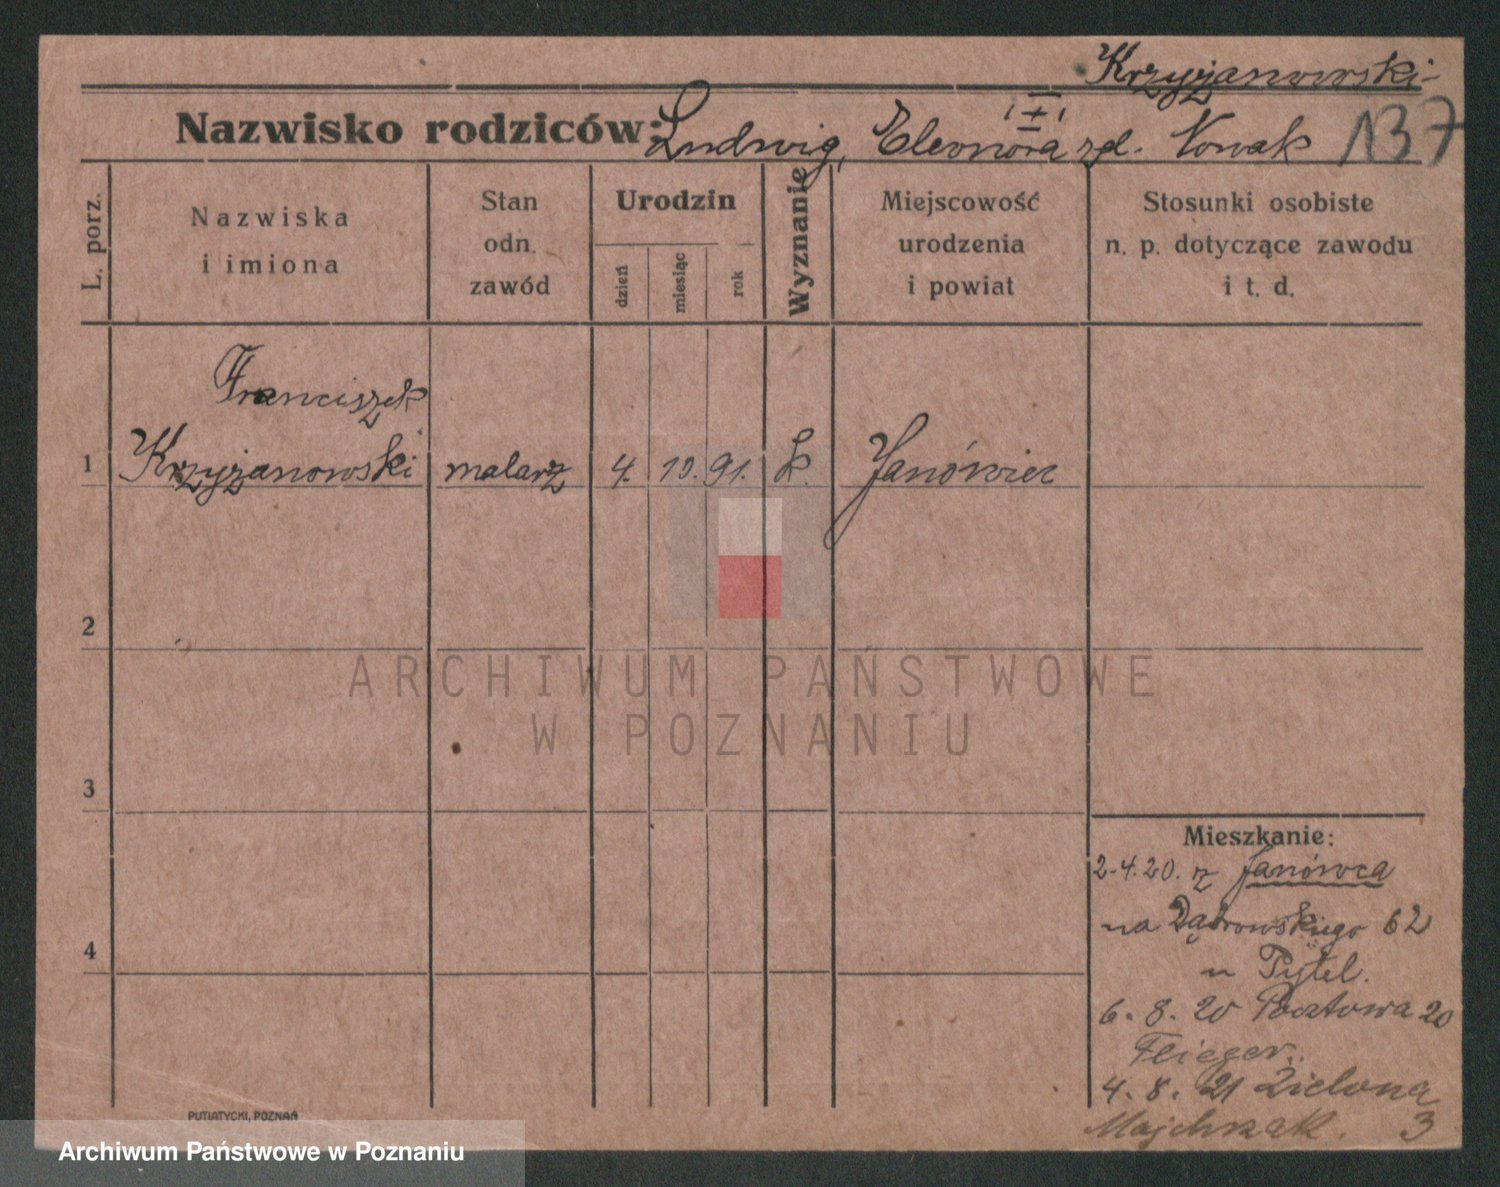 Krzyżanowski
Nazwisko rodziców: Ludwig, Eleonora zd. Nowak 137
L. porz.
Nazwiska
i imiona
Stan
odn.
zawód
Urodzin
dzień
miesiąc
rok
Wyznanie
Miejscowość
urodzenia
i powiat
Stosunki osobiste
n. p. dotyczące zawodu
i t. d.
Franciszek
1 Krzyżanowski malarz 4. 10. 91. k. Janówiec
2
ARCHIWUM PAŃSTWOWE
W POZNANIU
3
4
Mieszkanie:
2.4.20. z Janówca
na Dąbrowskiego 62
u Pytel.
6. 8. 20 Pocztowa 20
Flieger.
4. 8. 21 Zielona
Majchrzak. 3
PUTIATYCKI, POZNAŃ
Archiwum Państwowe w Poznaniu